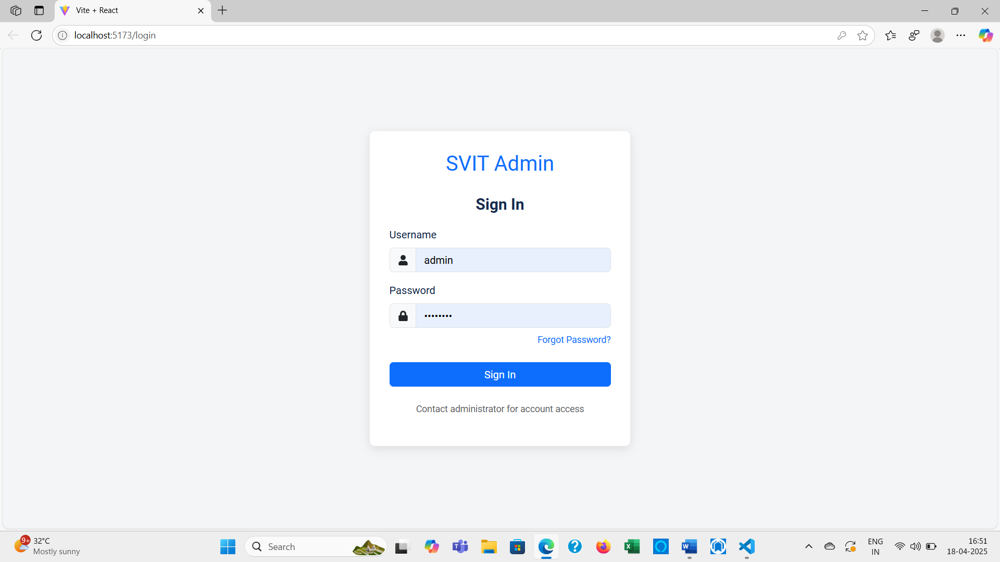 Vite + React
localhost:5173/login
SVIT Admin
Sign In
Username
admin
Password
••••••••
Forgot Password?
Sign In
Contact administrator for account access
9+
32°C
Mostly sunny
Search
ENG
IN
16:51
18-04-2025